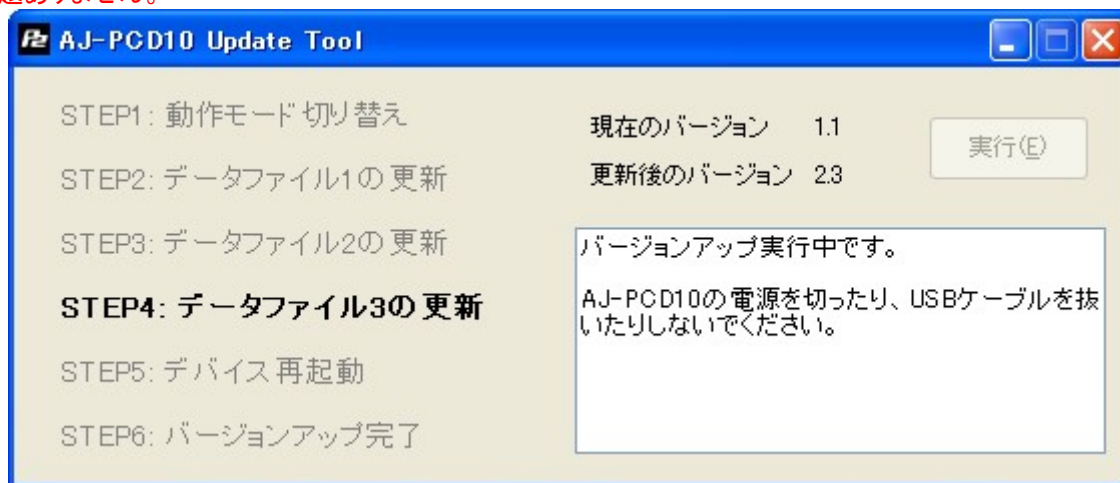 題ありません。
P2 AJ-PCD10 Update Tool
STEP1: 動作モード切り替え
STEP2: データファイル1の更新
STEP3: データファイル2の更新
STEP4: データファイル3の更新
STEP5: デバイス再起動
STEP6: バージョンアップ完了
現在のバージョン 1.1
更新後のバージョン 2.3
実行(E)
バージョンアップ実行中です。
AJ-PCD10の電源を切ったり、USBケーブルを抜
いたりしないでください。